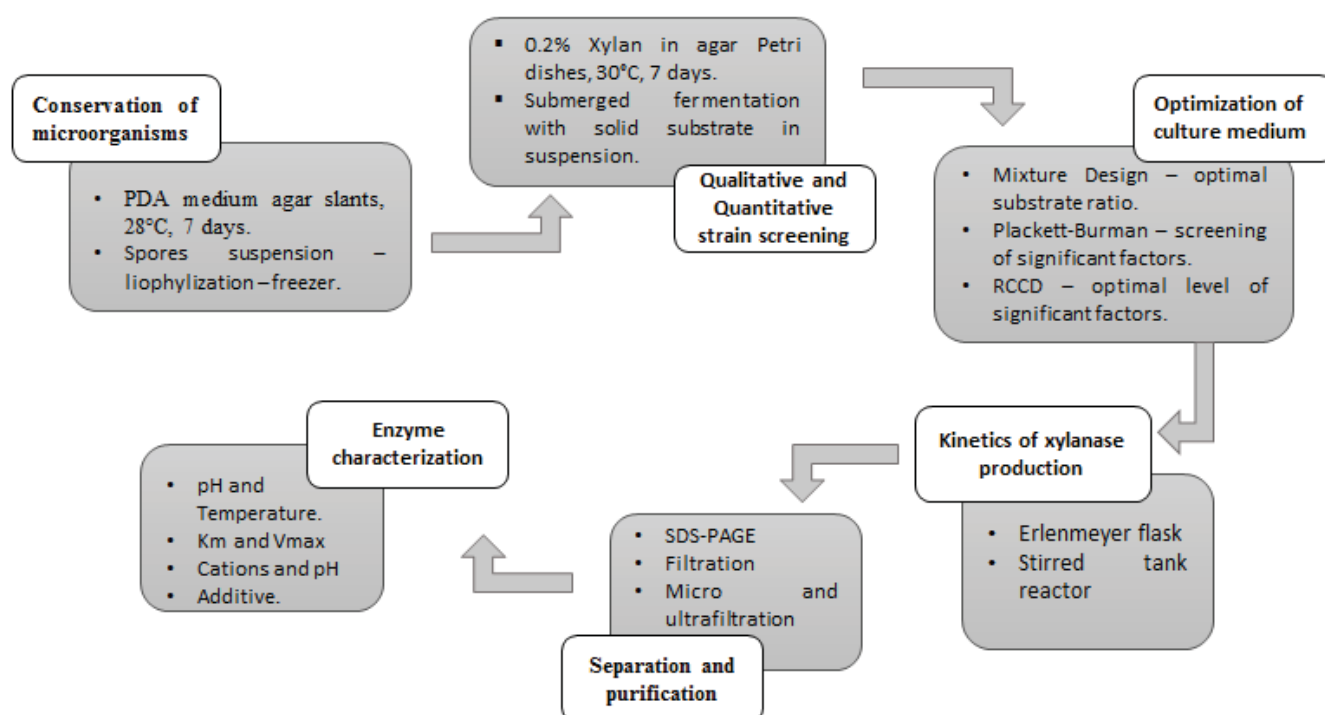 Conservation of
microorganisms
• PDA medium agar slants,
28°C, 7 days.
• Spores suspension –
liophylization – freezer.
▪ 0.2% Xylan in agar Petri
dishes, 30°C, 7 days.
▪ Submerged fermentation
with solid substrate in
suspension.
Qualitative and
Quantitative
strain screening
Optimization of
culture medium
• Mixture Design – optimal
substrate ratio.
• Plackett-Burman – screening
of significant factors.
• RCCD – optimal level of
significant factors.
Kinetics of xylanase
production
• Erlenmeyer flask
• Stirred tank
reactor
• SDS-PAGE
• Filtration
• Micro and
ultrafiltration
Separation and
purification
Enzyme
characterization
• pH and
Temperature.
• Km and Vmax
• Cations and pH
• Additive.